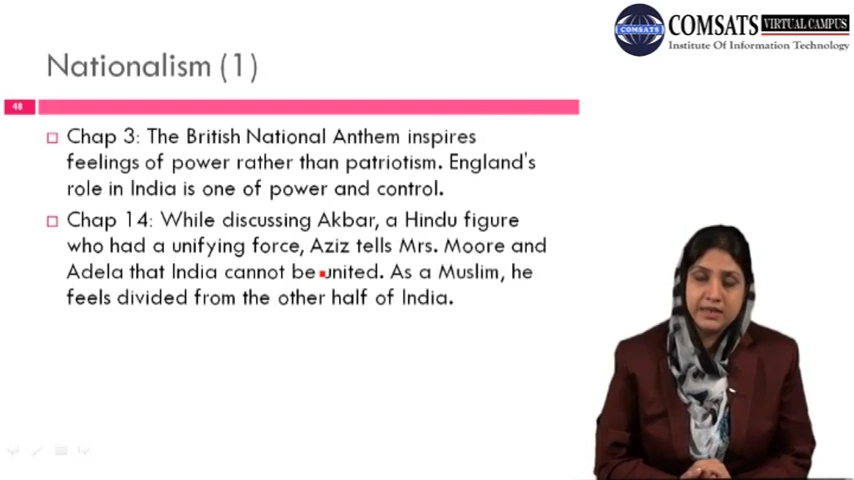 COMSATS
COMSATS VIRTUAL CAMPUS
Institute Of Information Technology
Nationalism (1)
48
Chap 3: The British National Anthem inspires
feelings of power rather than patriotism. England's
role in India is one of power and control.
Chap 14: While discussing Akbar, a Hindu figure
who had a unifying force, Aziz tells Mrs. Moore and
Adela that India cannot be united. As a Muslim, he
feels divided from the other half of India.